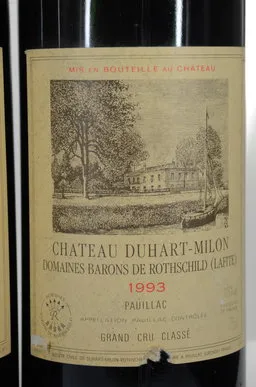 MIS EN BOUTEILLE AU CHATEAU
CHATEAU DUHART-MILON
DOMAINES BARONS DE ROTHSCHILD (LAFITE)
1993
PAUILLAC
APPELLATION PAUILLAC CONTRÔLÉE
GRAND CRU CLASSÉ